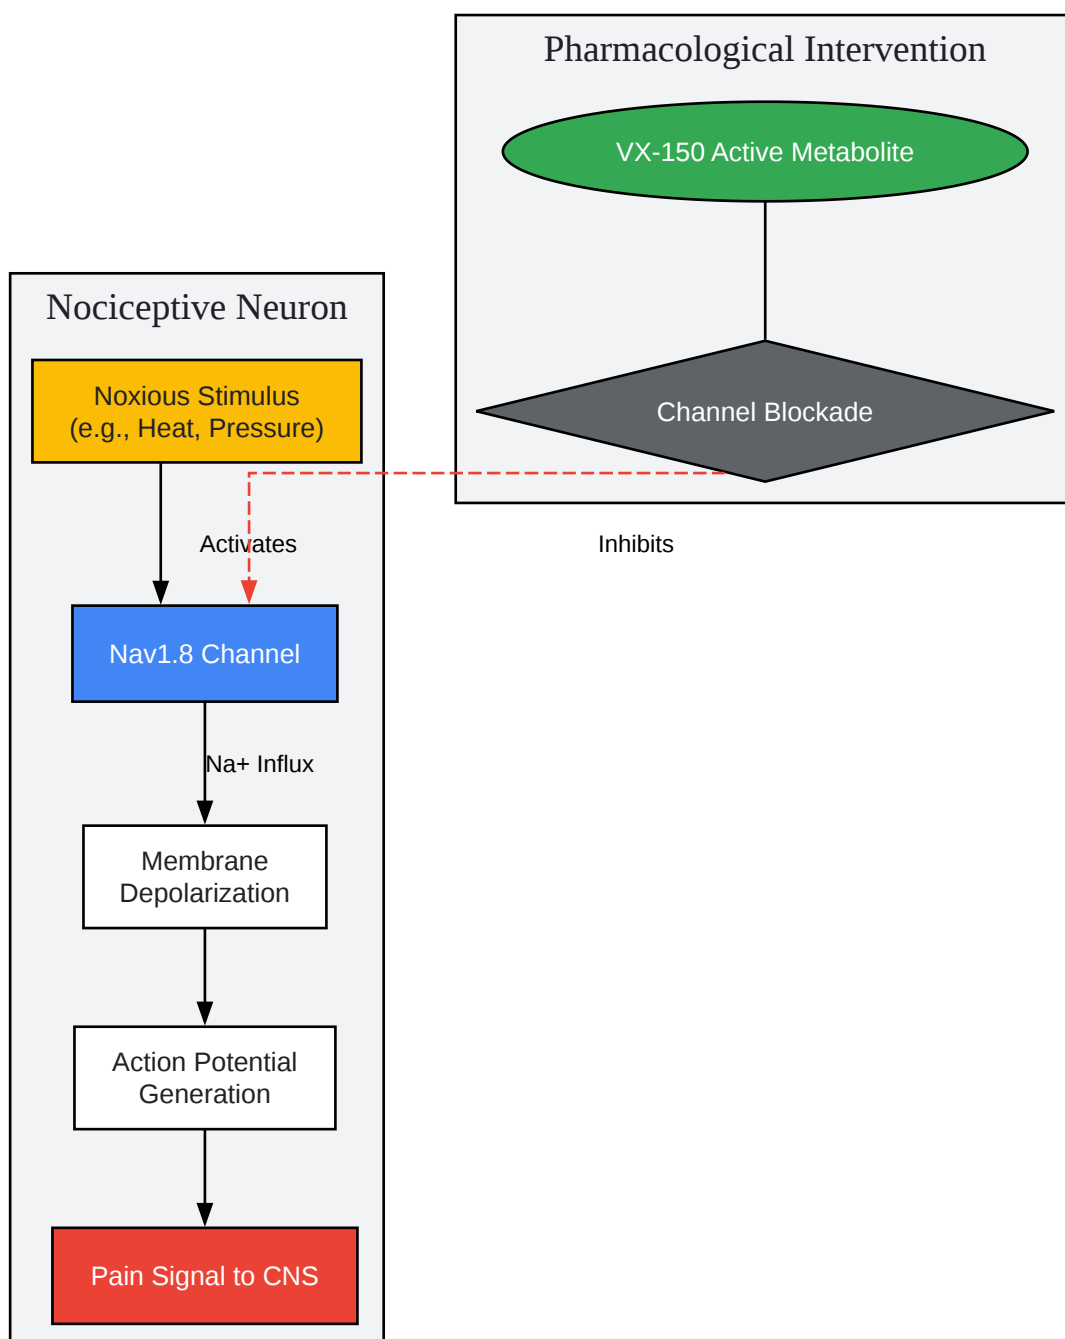 Pharmacological Intervention
VX-150 Active Metabolite
Channel Blockade
Nociceptive Neuron
Noxious Stimulus
(e.g., Heat, Pressure)
Activates
Inhibits
Nav1.8 Channel
Na+ Influx
Membrane
Depolarization
Action Potential
Generation
Pain Signal to CNS